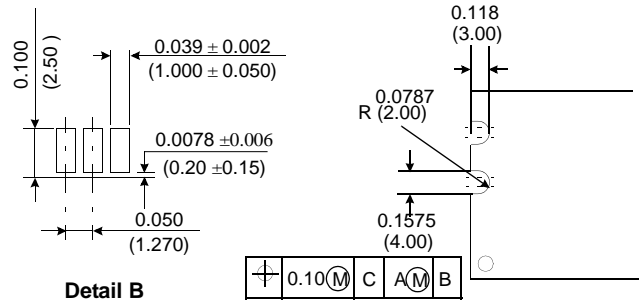 0.100
(2.50)
0.039 ± 0.002
(1.000 ± 0.050)
0.0078 ±0.006
(0.20 ±0.15)
0.050
(1.270)
Detail B
0.118
(3.00)
0.0787
R (2.00)
0.1575
(4.00)
⌖ 0.10Ⓜ C AⓂ B